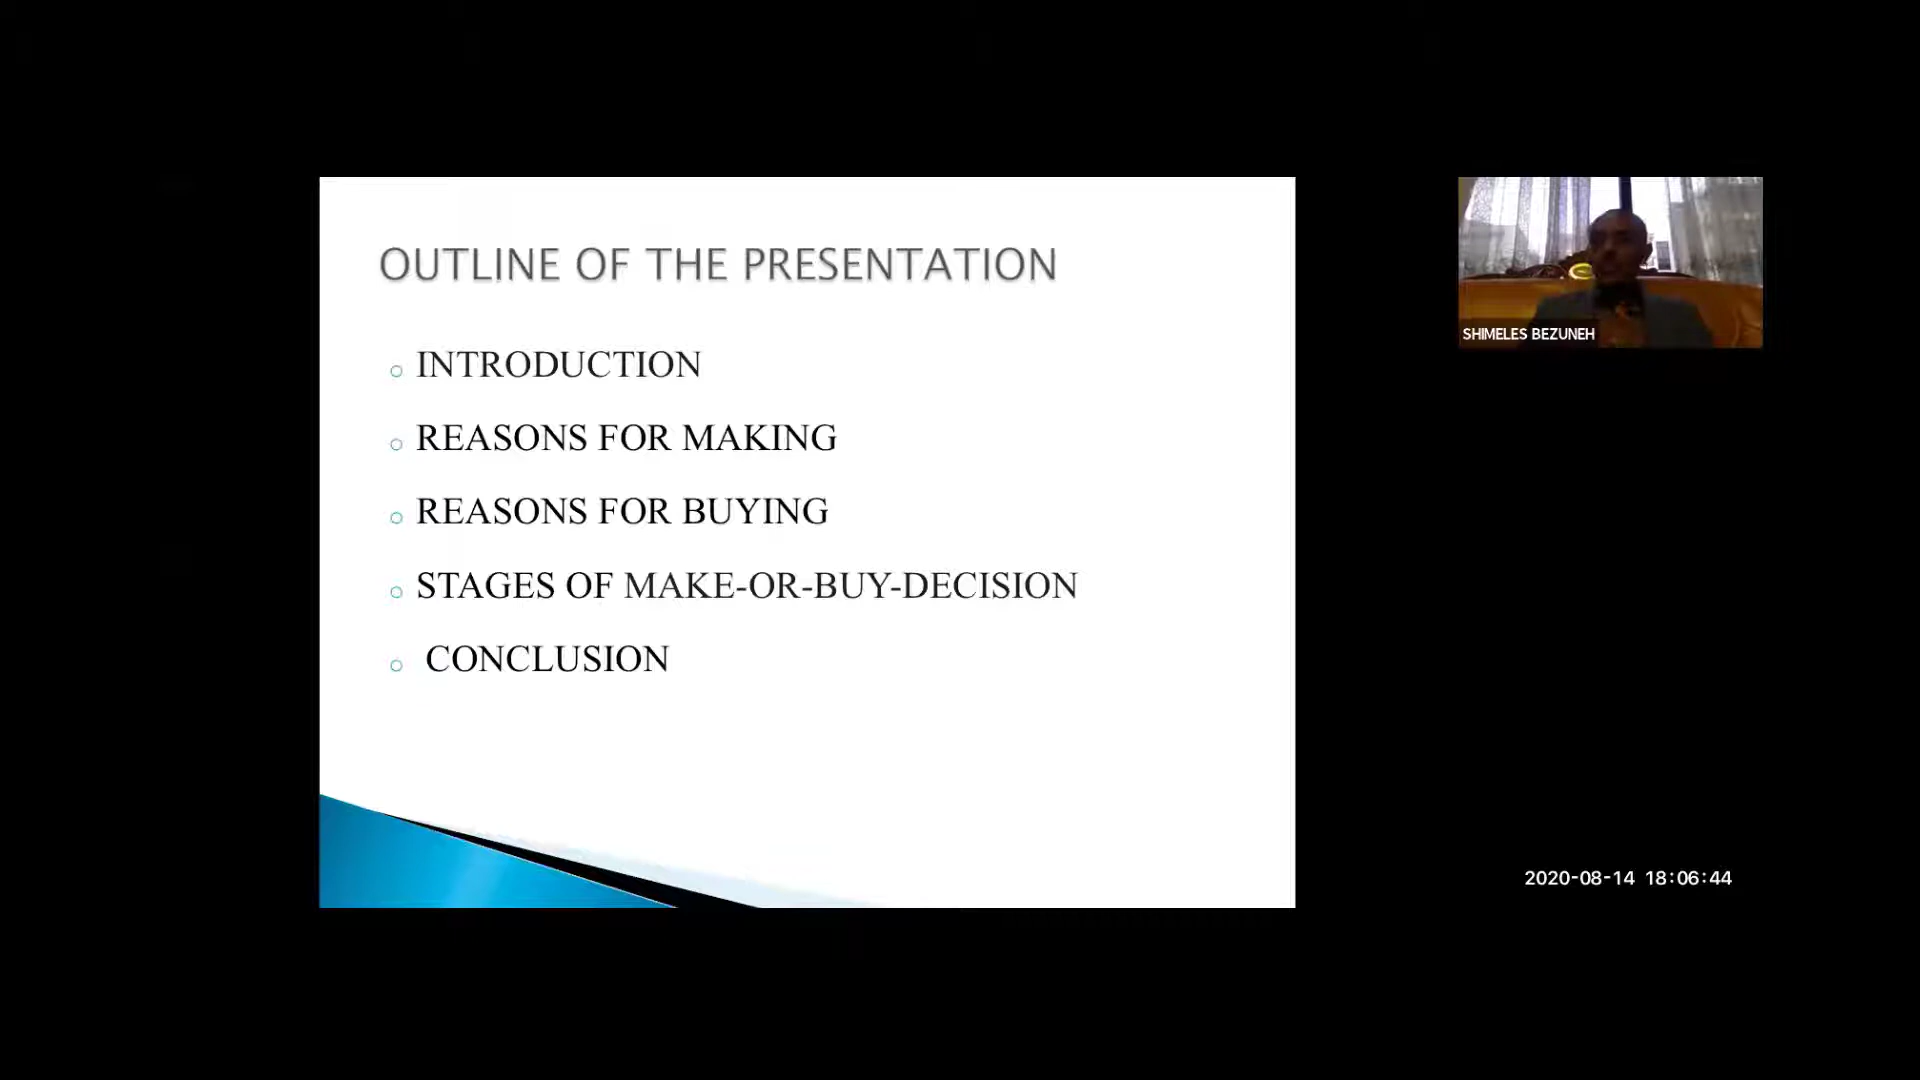 OUTLINE OF THE PRESENTATION
INTRODUCTION
REASONS FOR MAKING
REASONS FOR BUYING
STAGES OF MAKE-OR-BUY-DECISION
CONCLUSION
SHIMELES BEZUNEH
2020-08-14 18:06:44